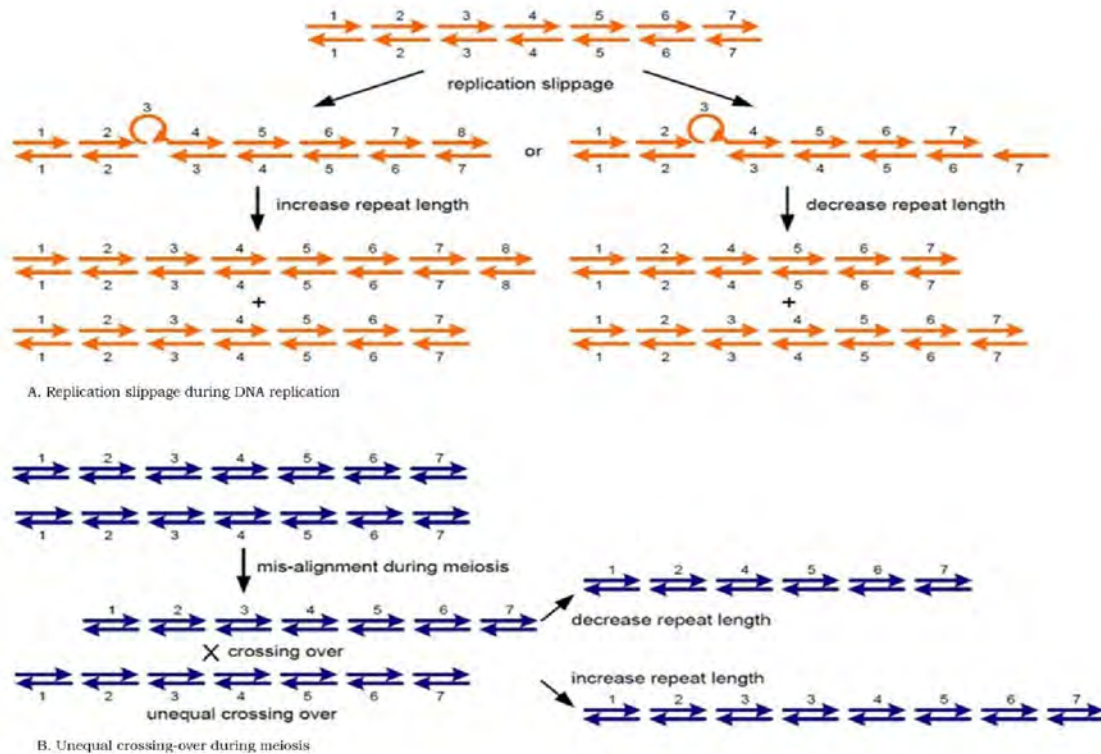 1 2 3 4 5 6 7
1 2 3 4 5 6 7
replication slippage
3
1 2 4 5 6 7 8
1 2 3 4 5 6 7
or
3
1 2 4 5 6 7
1 2 3 4 5 6 7
increase repeat length
decrease repeat length
1 2 3 4 5 6 7 8
1 2 3 4 5 6 7 8
+
1 2 3 4 5 6 7
1 2 3 4 5 6 7
1 2 4 5 6 7
1 2 4 5 6 7
+
1 2 3 4 5 6 7
1 2 3 4 5 6 7
A. Replication slippage during DNA replication
1 2 3 4 5 6 7
1 2 3 4 5 6 7
mis-alignment during meiosis
1 2 3 4 5 6 7
X crossing over
1 2 3 4 5 6 7
unequal crossing over
1 2 4 5 6 7
decrease repeat length
increase repeat length
1 2 3 3 4 5 6 7
B. Unequal crossing-over during meiosis